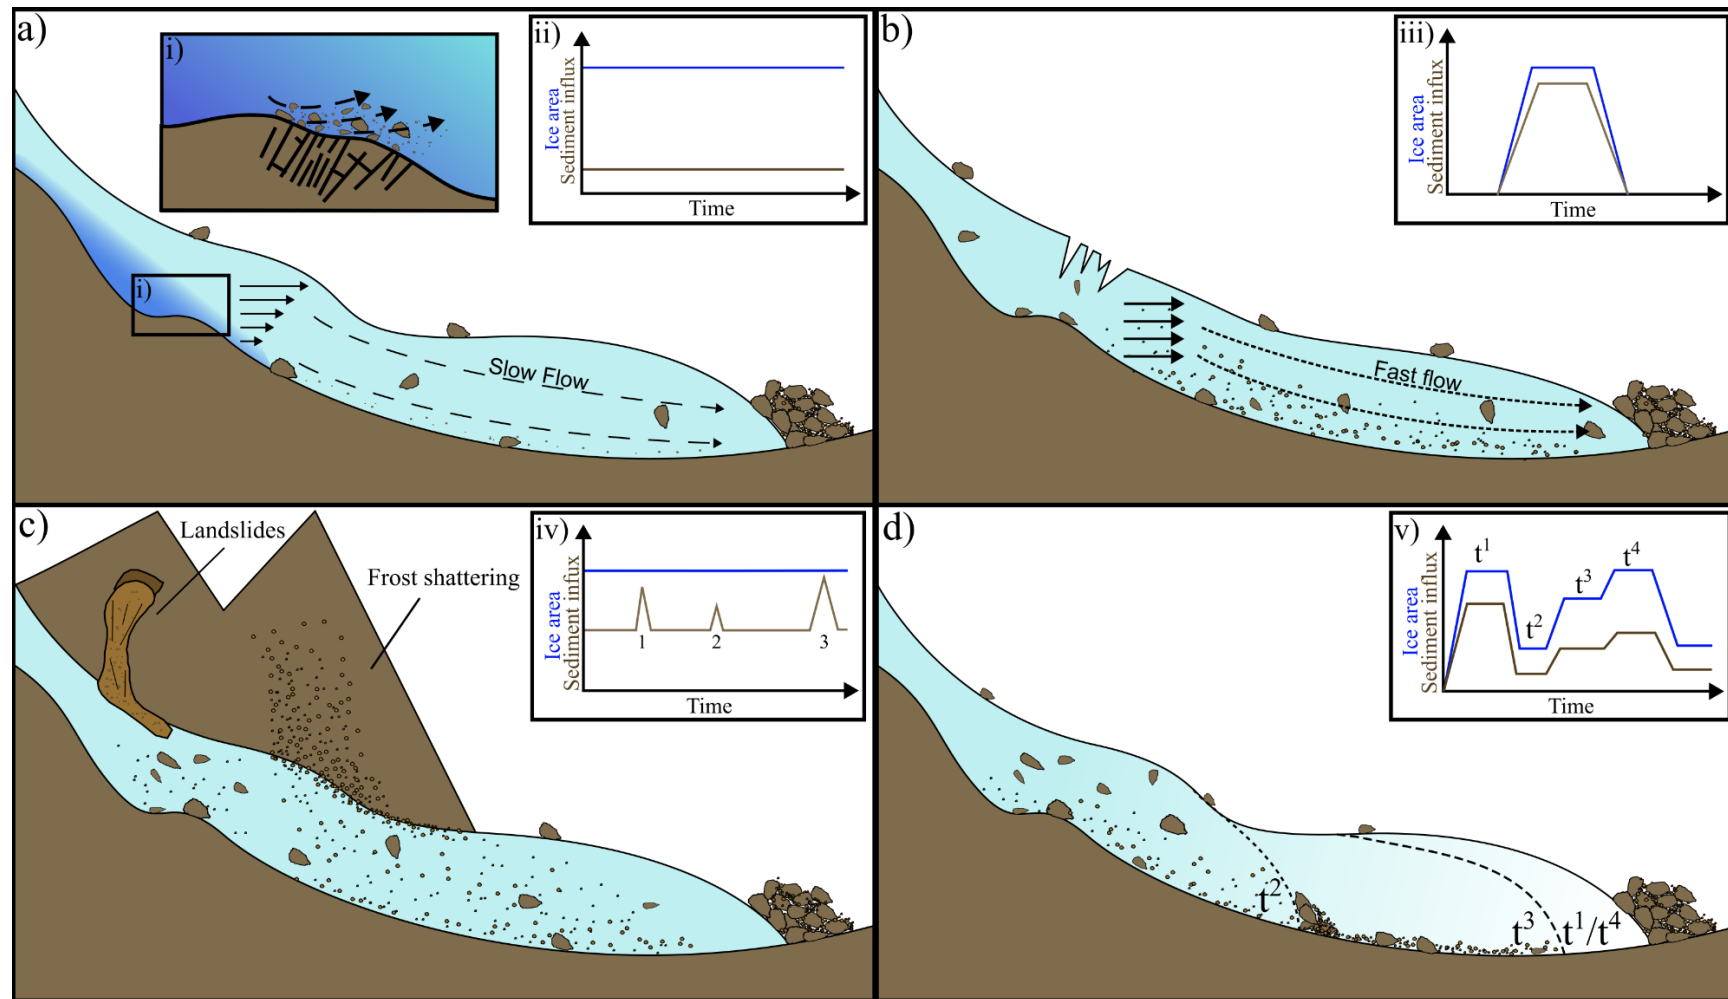 a)
i)
ii)
Ice area
Sediment influx
Time
i)
Slow Flow
b)
iii)
Ice area
Sediment influx
Time
Fast flow
c)
Landslides
Frost shattering
iv)
Ice area
Sediment infux
1
2
3
Time
d)
v)
Ice area
Sediment influx
t¹
t²
t³
t⁴
Time
t²
t³
t¹/t⁴